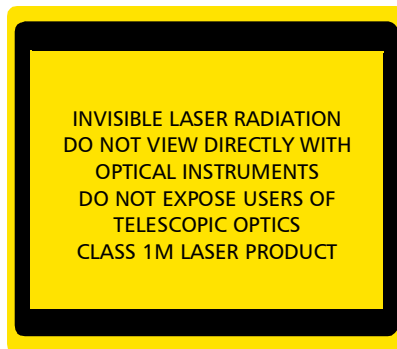 INVISIBLE LASER RADIATION
DO NOT VIEW DIRECTLY WITH
OPTICAL INSTRUMENTS
DO NOT EXPOSE USERS OF
TELESCOPIC OPTICS
CLASS 1M LASER PRODUCT